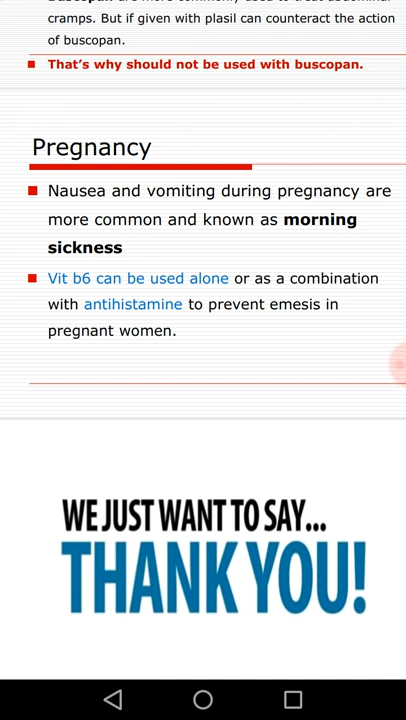 cramps. But if given with plasil can counteract the action
of buscopan.
That's why should not be used with buscopan.
Pregnancy
Nausea and vomiting during pregnancy are
more common and known as morning
sickness
Vit b6 can be used alone or as a combination
with antihistamine to prevent emesis in
pregnant women.
WE JUST WANT TO SAY...
THANK YOU!